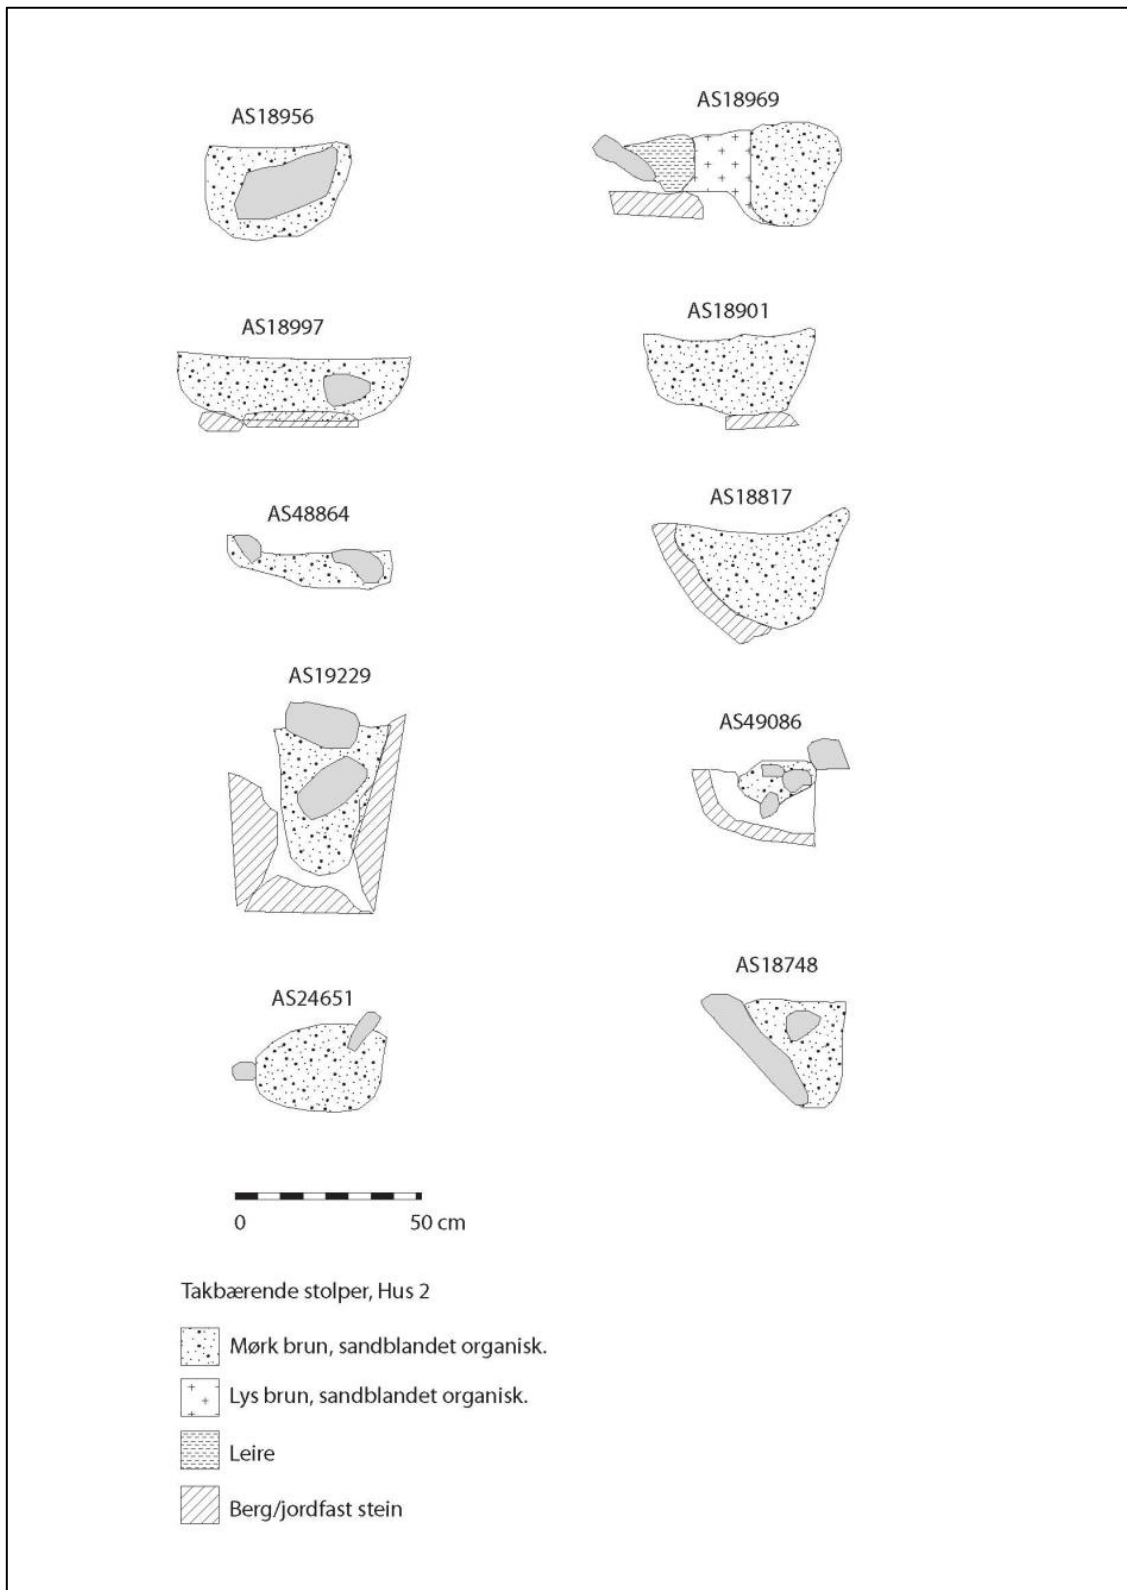 AS18956
AS18969
AS18997
AS18901
AS48864
AS18817
AS19229
AS49086
AS24651
AS18748
0 50 cm
Takbærende stolper, Hus 2
Mørk brun, sandblandet organisk.
Lys brun, sandblandet organisk.
Leire
Berg/jordfast stein